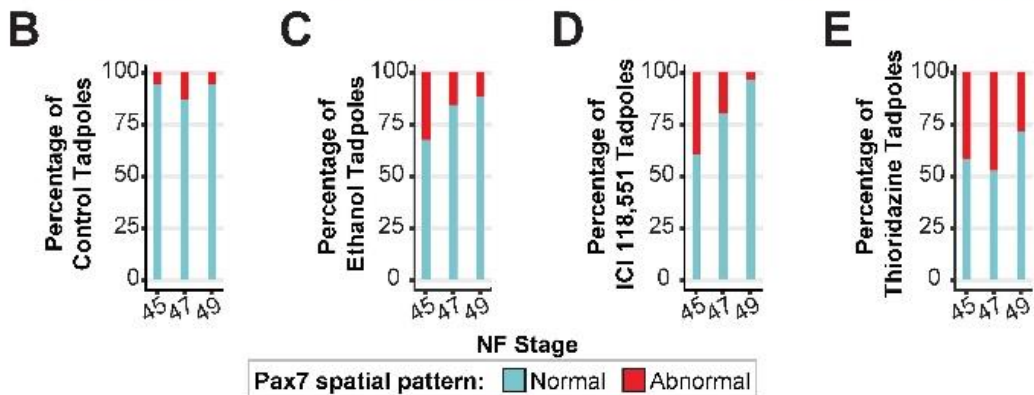 B
Percentage of
Control Tadpoles
100
75
50
25
0
45 47 49
C
Percentage of
Ethanol Tadpoles
100
75
50
25
0
45 47 49
D
Percentage of
ICI 118,551 Tadpoles
100
75
50
25
0
45 47 49
E
Percentage of
Thioridazine Tadpoles
100
75
50
25
0
45 47 49
NF Stage
Pax7 spatial pattern: Normal Abnormal